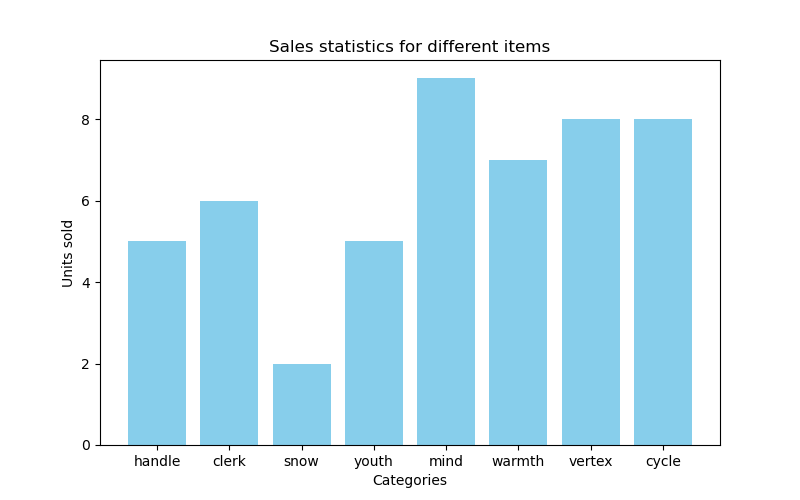 Sales statistics for different items
Units sold
8
6
4
2
0
handle clerk snow youth mind warmth vertex cycle
Categories